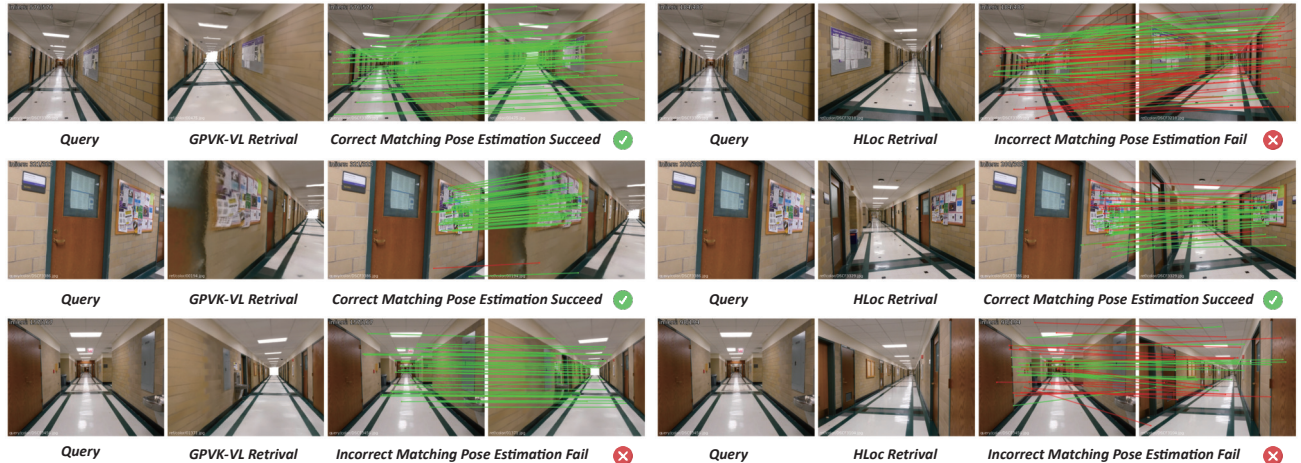 Query GPVK-VL Retrival Correct Matching Pose Estimation Succeed Query HLoc Retrival Incorrect Matching Pose Estimation Fail
Query GPVK-VL Retrival Correct Matching Pose Estimation Succeed Query HLoc Retrival Correct Matching Pose Estimation Succeed
Query GPVK-VL Retrival Incorrect Matching Pose Estimation Fail Query HLoc Retrival Incorrect Matching Pose Estimation Fail